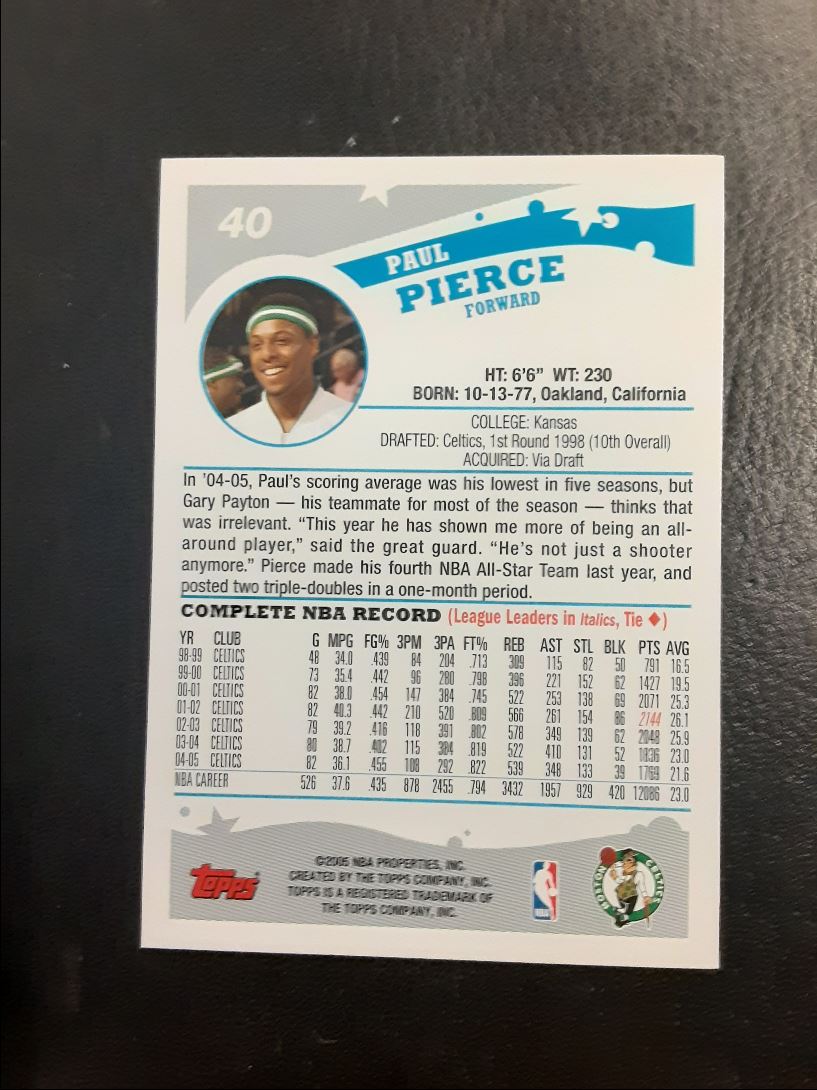 40
PAUL
PIERCE
FORWARD
HT: 6'6" WT: 230
BORN: 10-13-77, Oakland, California
COLLEGE: Kansas
DRAFTED: Celtics, 1st Round 1998 (10th Overall)
ACQUIRED: Via Draft
In '04-05, Paul's scoring average was his lowest in five seasons, but
Gary Payton — his teammate for most of the season — thinks that
was irrelevant. "This year he has shown me more of being an all-
around player," said the great guard. "He's not just a shooter
anymore." Pierce made his fourth NBA All-Star Team last year, and
posted two triple-doubles in a one-month period.
COMPLETE NBA RECORD (League Leaders in Italics, Tie ◆)
YR CLUB G MPG FG% 3PM 3PA FT% REB AST STL BLK PTS AVG
98-99 CELTICS 48 34.0 .439 84 204 .713 309 115 82 50 791 16.5
99-00 CELTICS 73 35.4 .442 96 280 .798 396 221 152 62 1427 19.5
00-01 CELTICS 82 38.0 .454 147 384 .745 522 253 138 69 2071 25.3
01-02 CELTICS 82 40.3 .442 210 520 .809 566 261 154 86 2144 26.1
02-03 CELTICS 79 39.2 .416 118 391 .802 578 349 139 62 2048 25.9
03-04 CELTICS 80 38.7 .402 115 384 .819 522 410 131 52 1836 23.0
04-05 CELTICS 82 36.1 .455 108 292 .822 539 348 133 39 1769 21.6
NBA CAREER 526 37.6 .435 878 2455 .794 3432 1957 929 420 12086 23.0
Topps
©2005 NBA PROPERTIES, INC.
CREATED BY THE TOPPS COMPANY, INC.
TOPPS IS A REGISTERED TRADEMARK OF
THE TOPPS COMPANY, INC.
NBA
BOSTON CELTICS